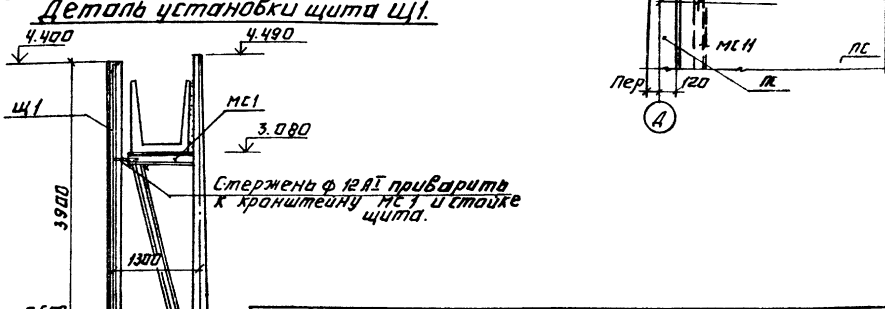 Деталь установки щита Щ1.
4.400
4.490
Щ1
МС1
3.080
Стержень ф 12 АI приварить
к кронштейну МС1 и стойке
щита.
3900
1300
МС11
ПС
Пер
120
ПС
Д